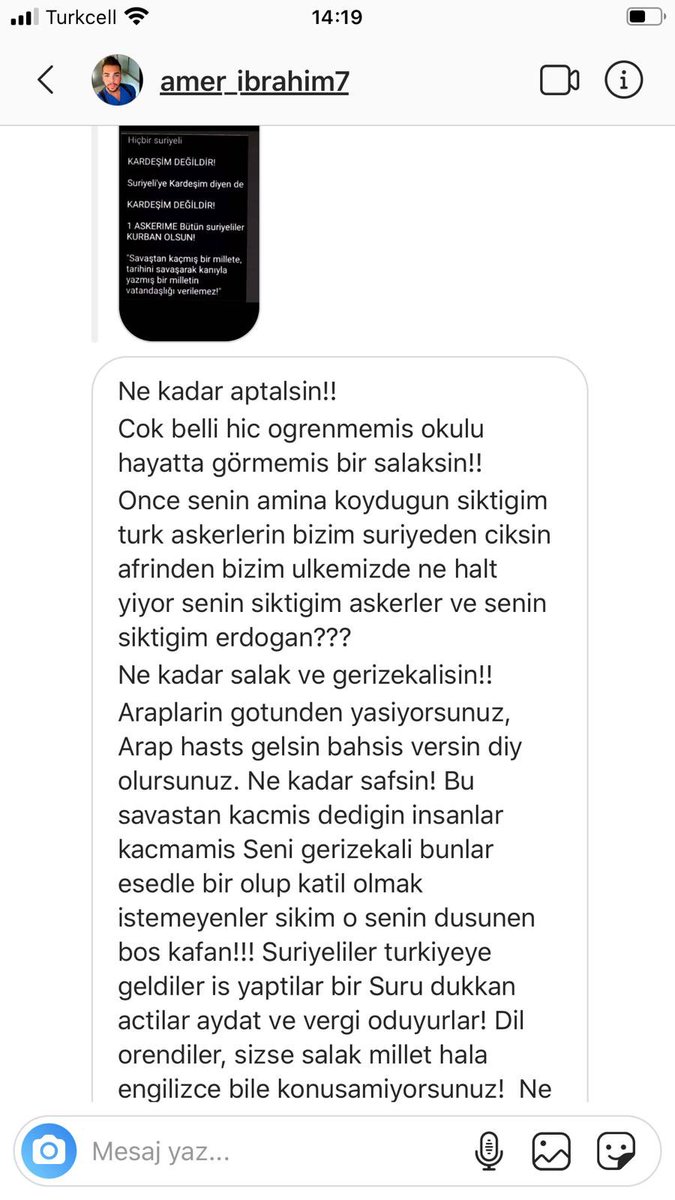 Turkcell
14:19
amer_ibrahim7
Hiçbir suriyeli
KARDEŞİM DEĞİLDİR!
Suriyeli'ye Kardeşim diyen de
KARDEŞİM DEĞİLDİR!
1 ASKERIME Bütün suriyeliler
KURBAN OLSUN!
"Savaştan kaçmış bir millete,
tarihini savaşarak kanıyla
yazmış bir milletin
vatandaşlığı verilemez!"
Ne kadar aptalsin!!
Cok belli hic ogrenmemis okulu
hayatta görmemis bir salaksin!!
Once senin amina koydugun siktigim
turk askerlerin bizim suriyeden ciksin
afrinden bizim ulkemizde ne halt
yiyor senin siktigim askerler ve senin
siktigim erdogan???
Ne kadar salak ve gerizekalisin!!
Araplarin gotunden yasiyorsunuz,
Arap hasts gelsin bahsis versin diy
olursunuz. Ne kadar safsin! Bu
savastan kacmis dedigin insanlar
kacmamis Seni gerizekali bunlar
esedle bir olup katil olmak
istemeyenler sikim o senin dusunen
bos kafan!!! Suriyeliler turkiyeye
geldiler is yaptilar bir Suru dukkan
actilar aydat ve vergi oduyurlar! Dil
orendiler, sizse salak millet hala
engilizce bile konusamiyorsunuz! Ne
Mesaj yaz...